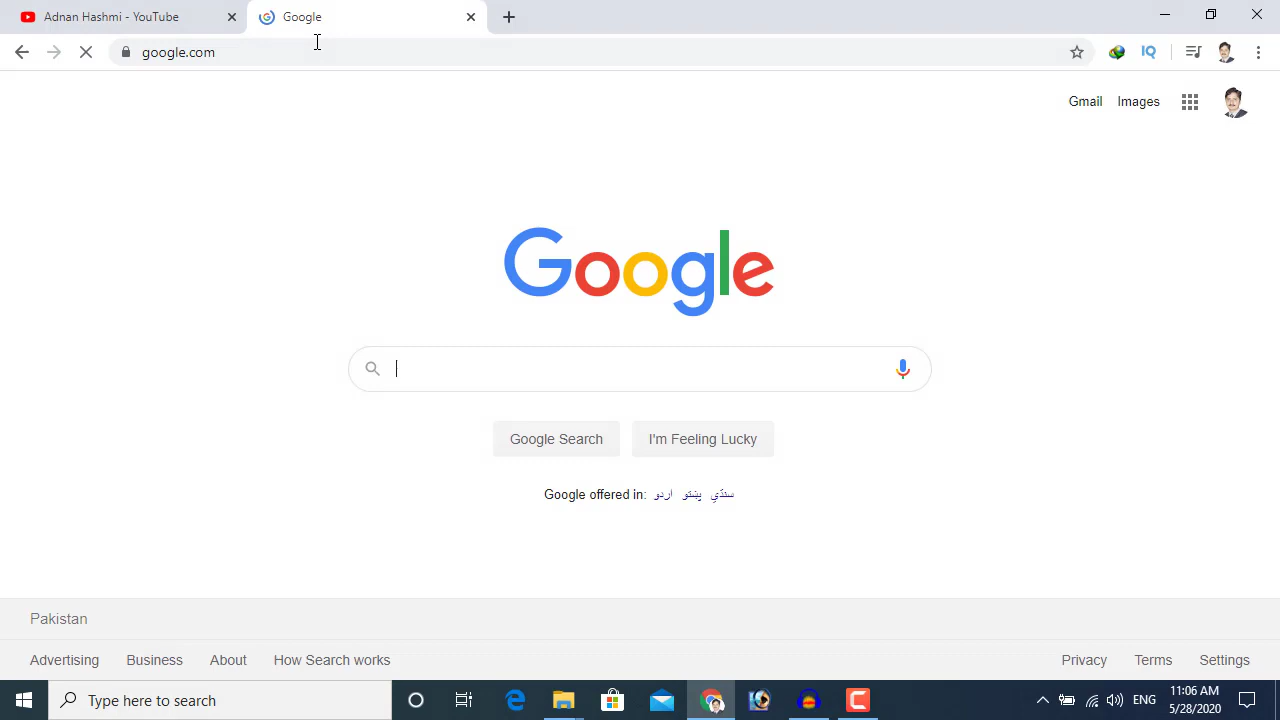 Adnan Hashmi - YouTube
Google
google.com
Gmail Images
Google
Google Search I'm Feeling Lucky
Google offered in: اردو پښتو سنڌي
Pakistan
Advertising Business About How Search works Privacy Terms Settings
Type here to search
ENG
11:06 AM
5/28/2020